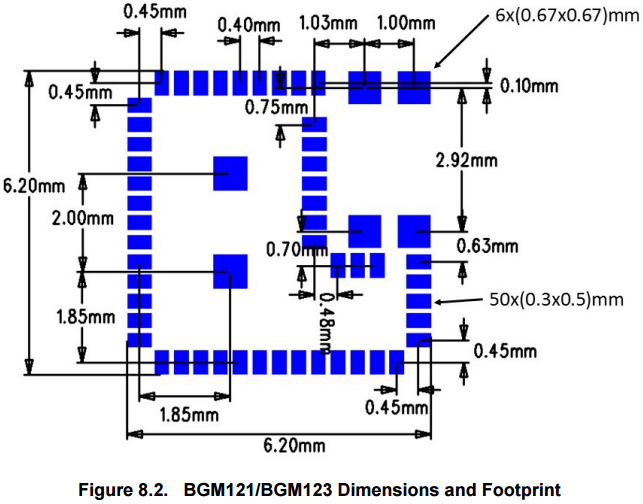 0.45mm
0.40mm
1.03mm
1.00mm
6x(0.67x0.67)mm
0.45mm
0.75mm
0.10mm
6.20mm
2.92mm
2.00mm
0.70mm
0.63mm
1.85mm
0.48mm
50x(0.3x0.5)mm
0.45mm
1.85mm
0.45mm
6.20mm
Figure 8.2. BGM121/BGM123 Dimensions and Footprint